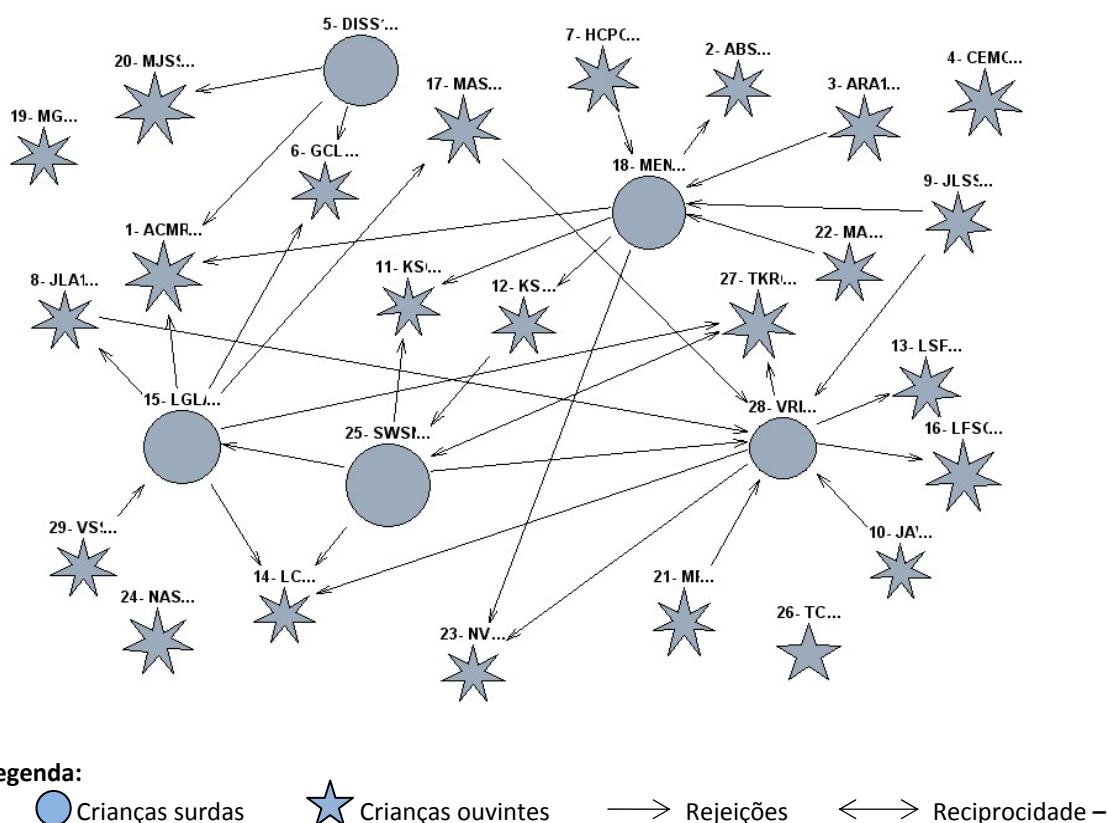 5- DISS'...
7- HCPC...
2- ABS...
4- CEMC...
20- MJSS...
17- MAS...
3- ARA1...
19- MG...
6- GCL...
18- MEN...
9- JLSS...
1- ACMR...
22- MA...
8- JLA1...
11- KS(...
12- KS...
27- TKR(...
13- LSF...
15- LGL...
25- SWSI...
28- VRI...
16- LFSC...
29- VS...
10- JA...
14- LC...
21- MF...
24- NAS...
26- TC...
23- NV...
egenda:
Crianças surdas Crianças ouvintes Rejeições Reciprocidade –